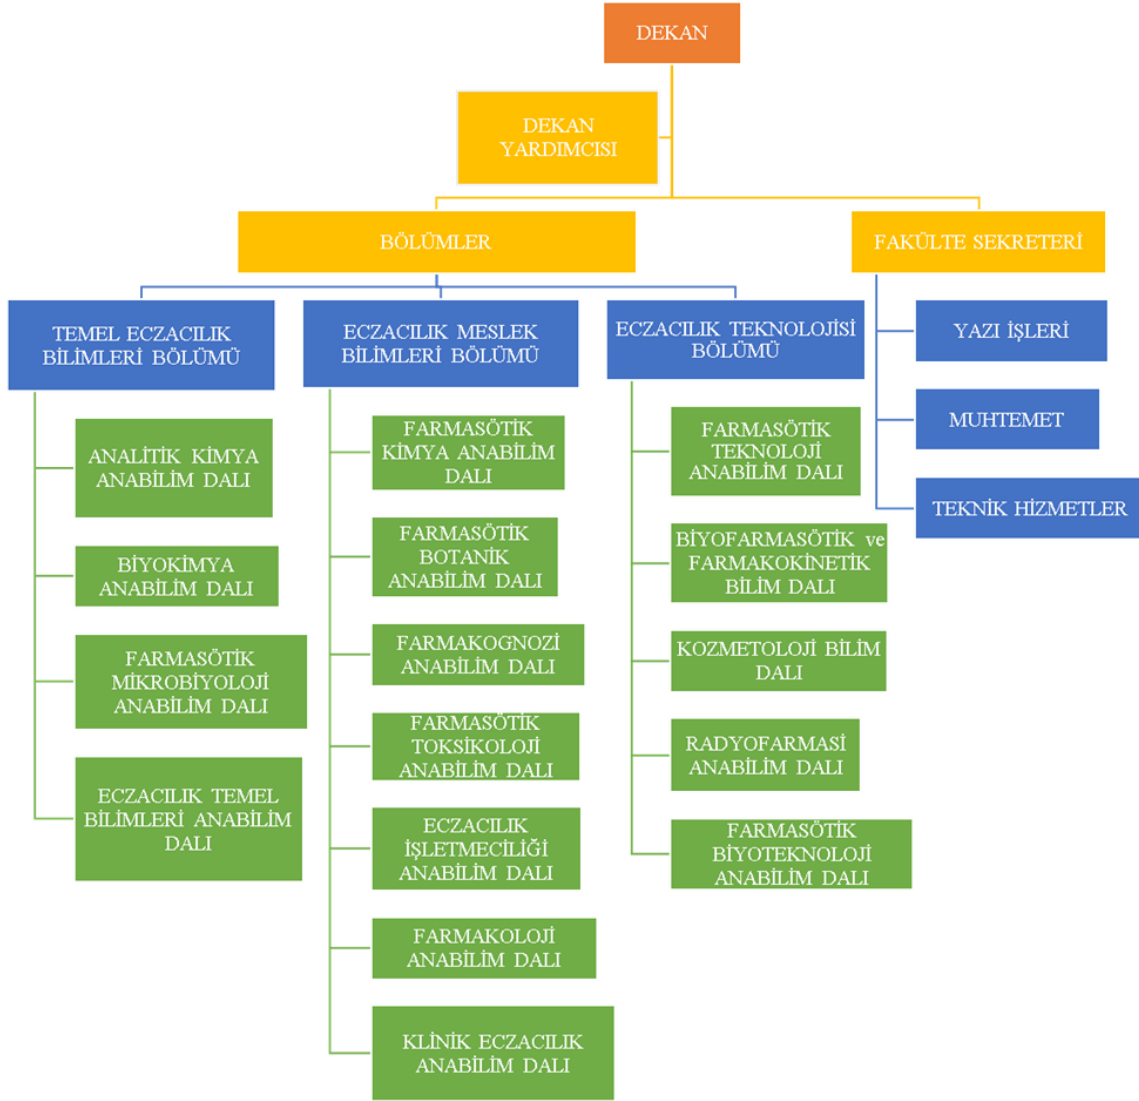 DEKAN
DEKAN
YARDIMCISI
BÖLÜMLER
FAKÜLTE SEKRETERİ
TEMEL ECZACILIK
BİLİMLERİ BÖLÜMÜ
ANALİTİK KİMYA
ANABİLİM DALI
BİYOKİMYA
ANABİLİM DALI
FARMASÖTİK
MİKROBİYOLOJİ
ANABİLİM DALI
ECZACILIK TEMEL
BİLİMLERİ ANABİLİM
DALI
ECZACILIK MESLEK
BİLİMLERİ BÖLÜMÜ
FARMASÖTİK
KİMYA ANABİLİM
DALI
FARMASÖTİK
BOTANİK
ANABİLİM DALI
FARMAKOGNOZİ
ANABİLİM DALI
FARMASÖTİK
TOKSİKOLOJİ
ANABİLİM DALI
ECZACILIK
İŞLETMECİLİĞİ
ANABİLİM DALI
FARMAKOLOJİ
ANABİLİM DALI
KLİNİK ECZACILIK
ANABİLİM DALI
ECZACILIK TEKNOLOJİSİ
BÖLÜMÜ
FARMASÖTİK
TEKNOLOJİ
ANABİLİM DALI
BİYOFARMASÖTİK ve
FARMAKOKİNETİK
BİLİM DALI
KOZMETOLOJİ BİLİM
DALI
RADYOFARMASİ
ANABİLİM DALI
FARMASÖTİK
BİYOTEKNOLOJİ
ANABİLİM DALI
YAZI İŞLERİ
MUHTEMET
TEKNİK HİZMETLER